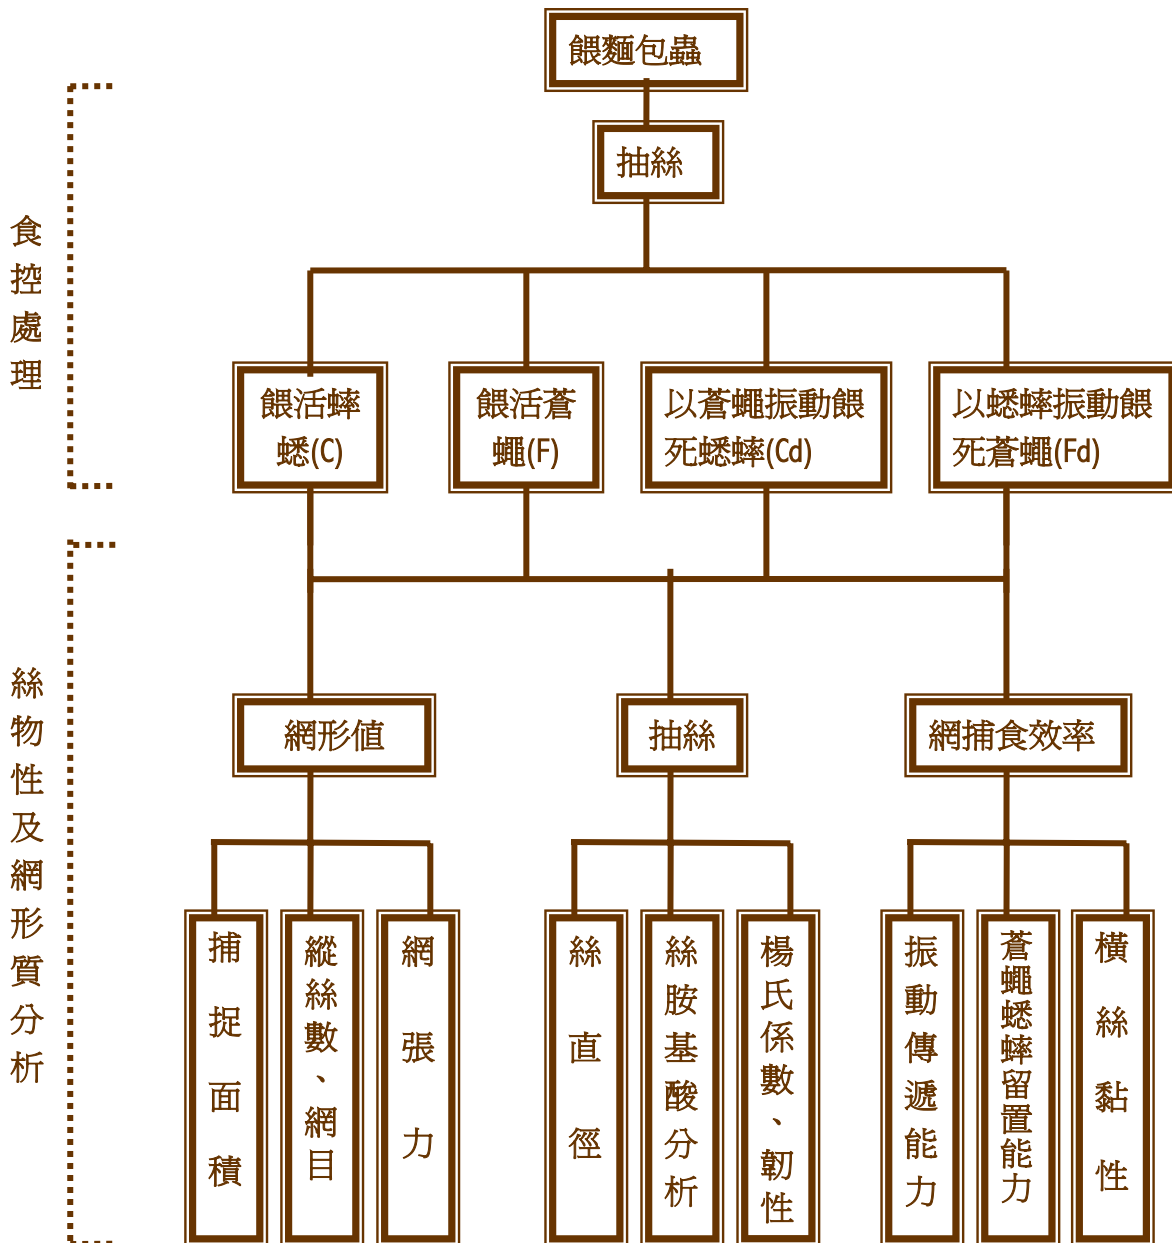 餵麵包蟲
抽絲
食控處理
餵活蟀
蟋(C)
餵活蒼
蠅(F)
以蒼蠅振動餵
死蟋蟀(Cd)
以蟋蟀振動餵
死蒼蠅(Fd)
絲物性及網形質分析
網形值
抽絲
網捕食效率
捕捉面積
縱絲數、網目
網張力
絲直徑
絲胺基酸分析
楊氏係數、韌性
振動傳遞能力
蒼蠅蟋蟀留置能力
橫絲黏性